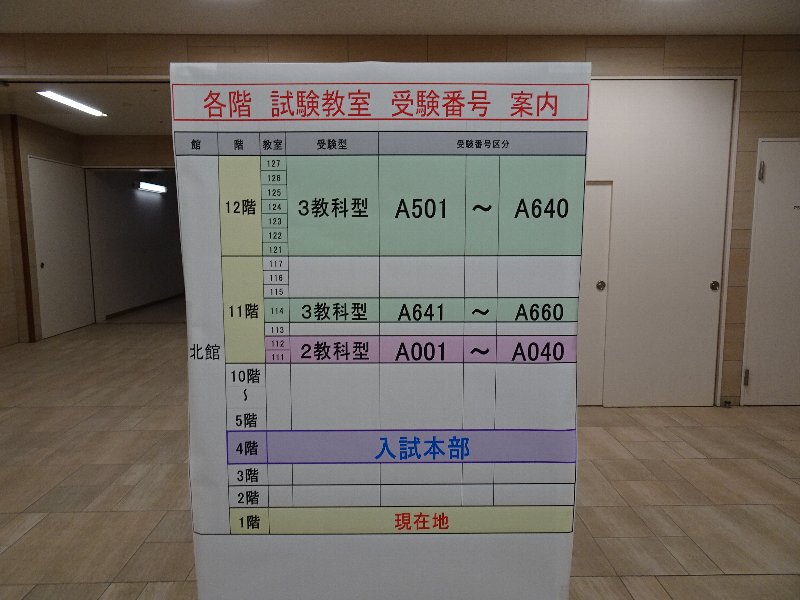 各階 試験教室 受験番号 案内
館 階 教室 受験型 受験番号区分
北館
12階
127
126
125
124
123
122
121
3教科型 A501 ～ A640
11階
117
116
115
114 3教科型 A641 ～ A660
113
112
111
2教科型 A001 ～ A040
10階
～
5階
4階 入試本部
3階
2階
1階 現在地